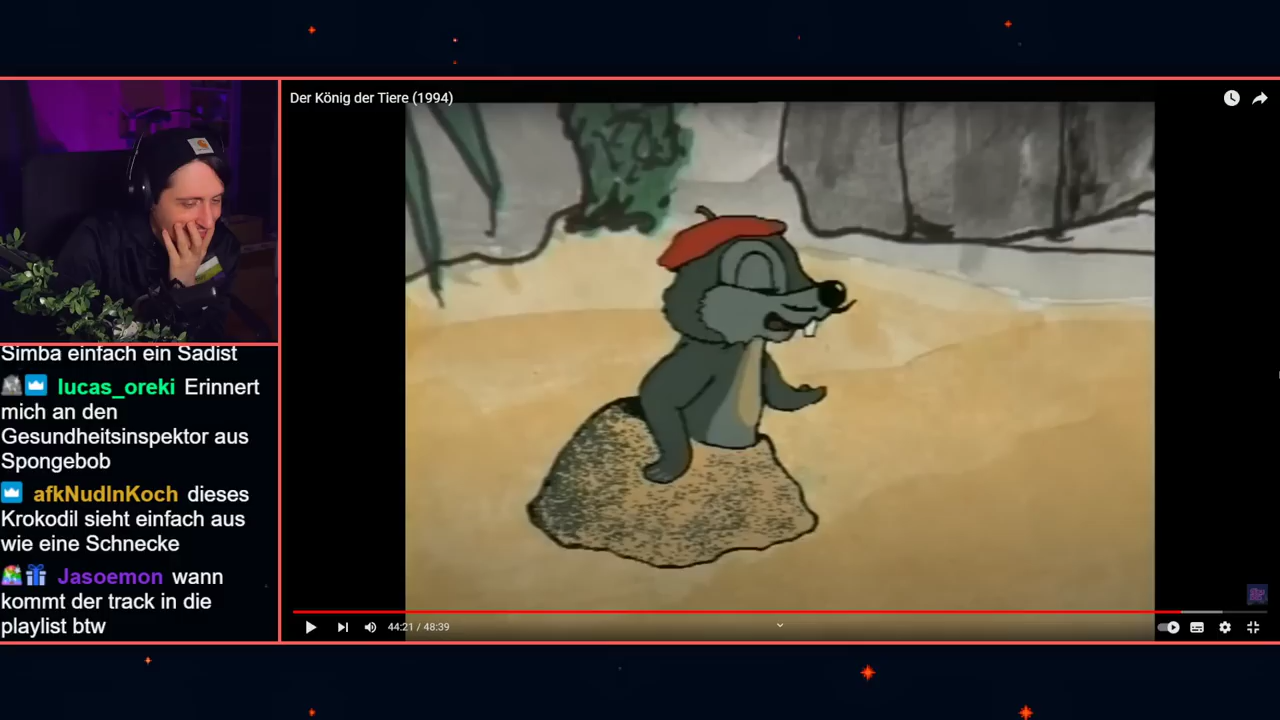 Der König der Tiere (1994)
Simba einfach ein Sadist
lucas_oreki Erinnert
mich an den
Gesundheitsinspektor aus
Spongebob
afkNudInKoch dieses
Krokodil sieht einfach aus
wie eine Schnecke
Jasoemon wann
kommt der track in die
playlist btw
44:21 / 48:39